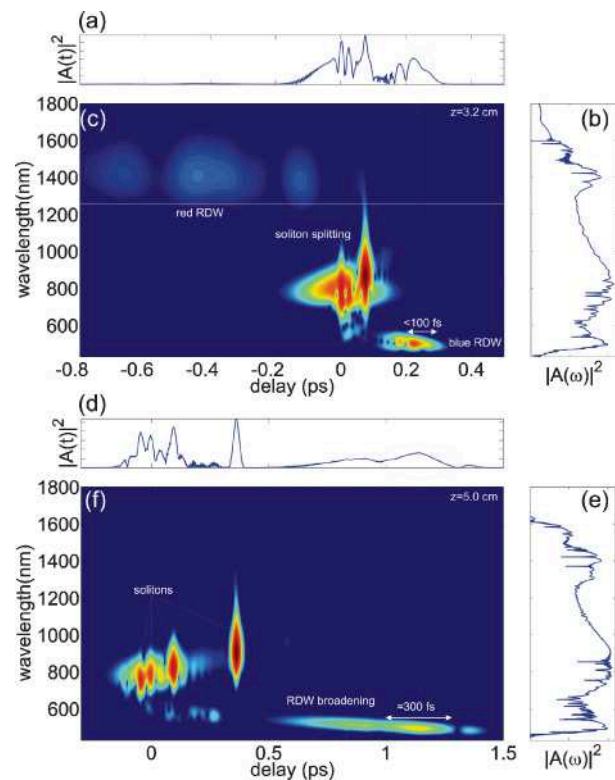 (a)
|A(t)|²
1800
(c)
z=3.2 cm
(b)
1600
1400
red RDW
1200
soliton splitting
1000
800
<100 fs
600
blue RDW
wavelength(nm)
-0.8 -0.6 -0.4 -0.2 0 0.2 0.4
delay (ps)
|A(ω)|²
(d)
|A(t)|²
1800
(f)
z=5.0 cm
(e)
1600
1400
solitons
1200
1000
800
RDW broadening
≈300 fs
600
wavelength(nm)
0 0.5 1 1.5
delay (ps)
|A(ω)|²